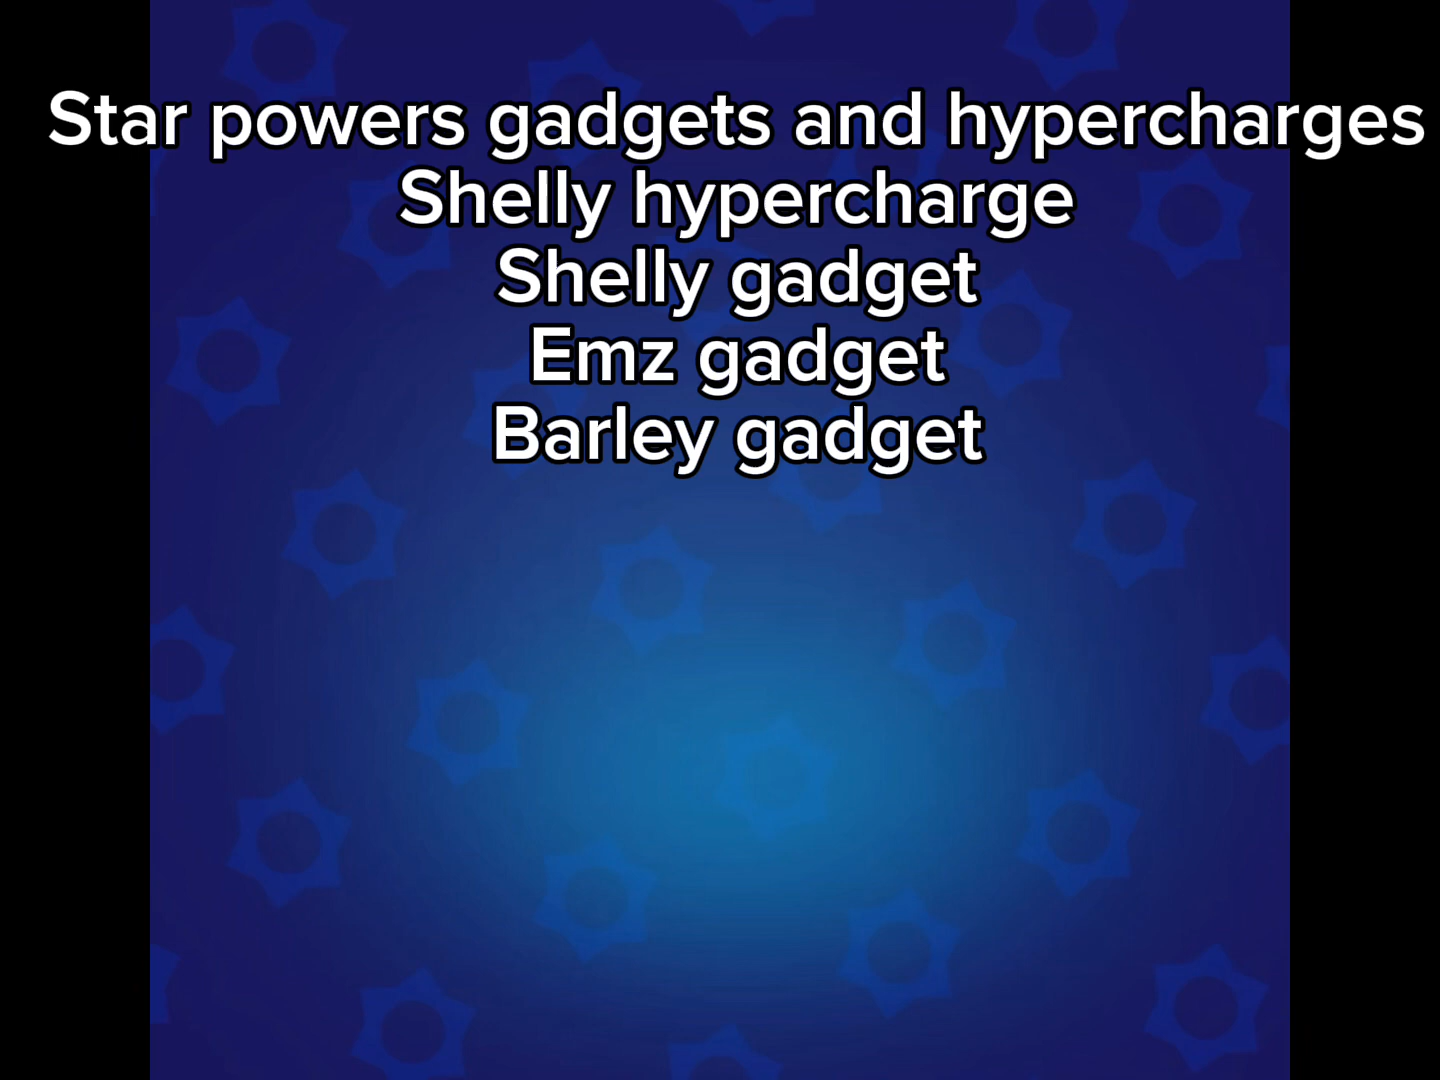 Star powers gadgets and hypercharges
Shelly hypercharge
Shelly gadget
Emz gadget
Barley gadget